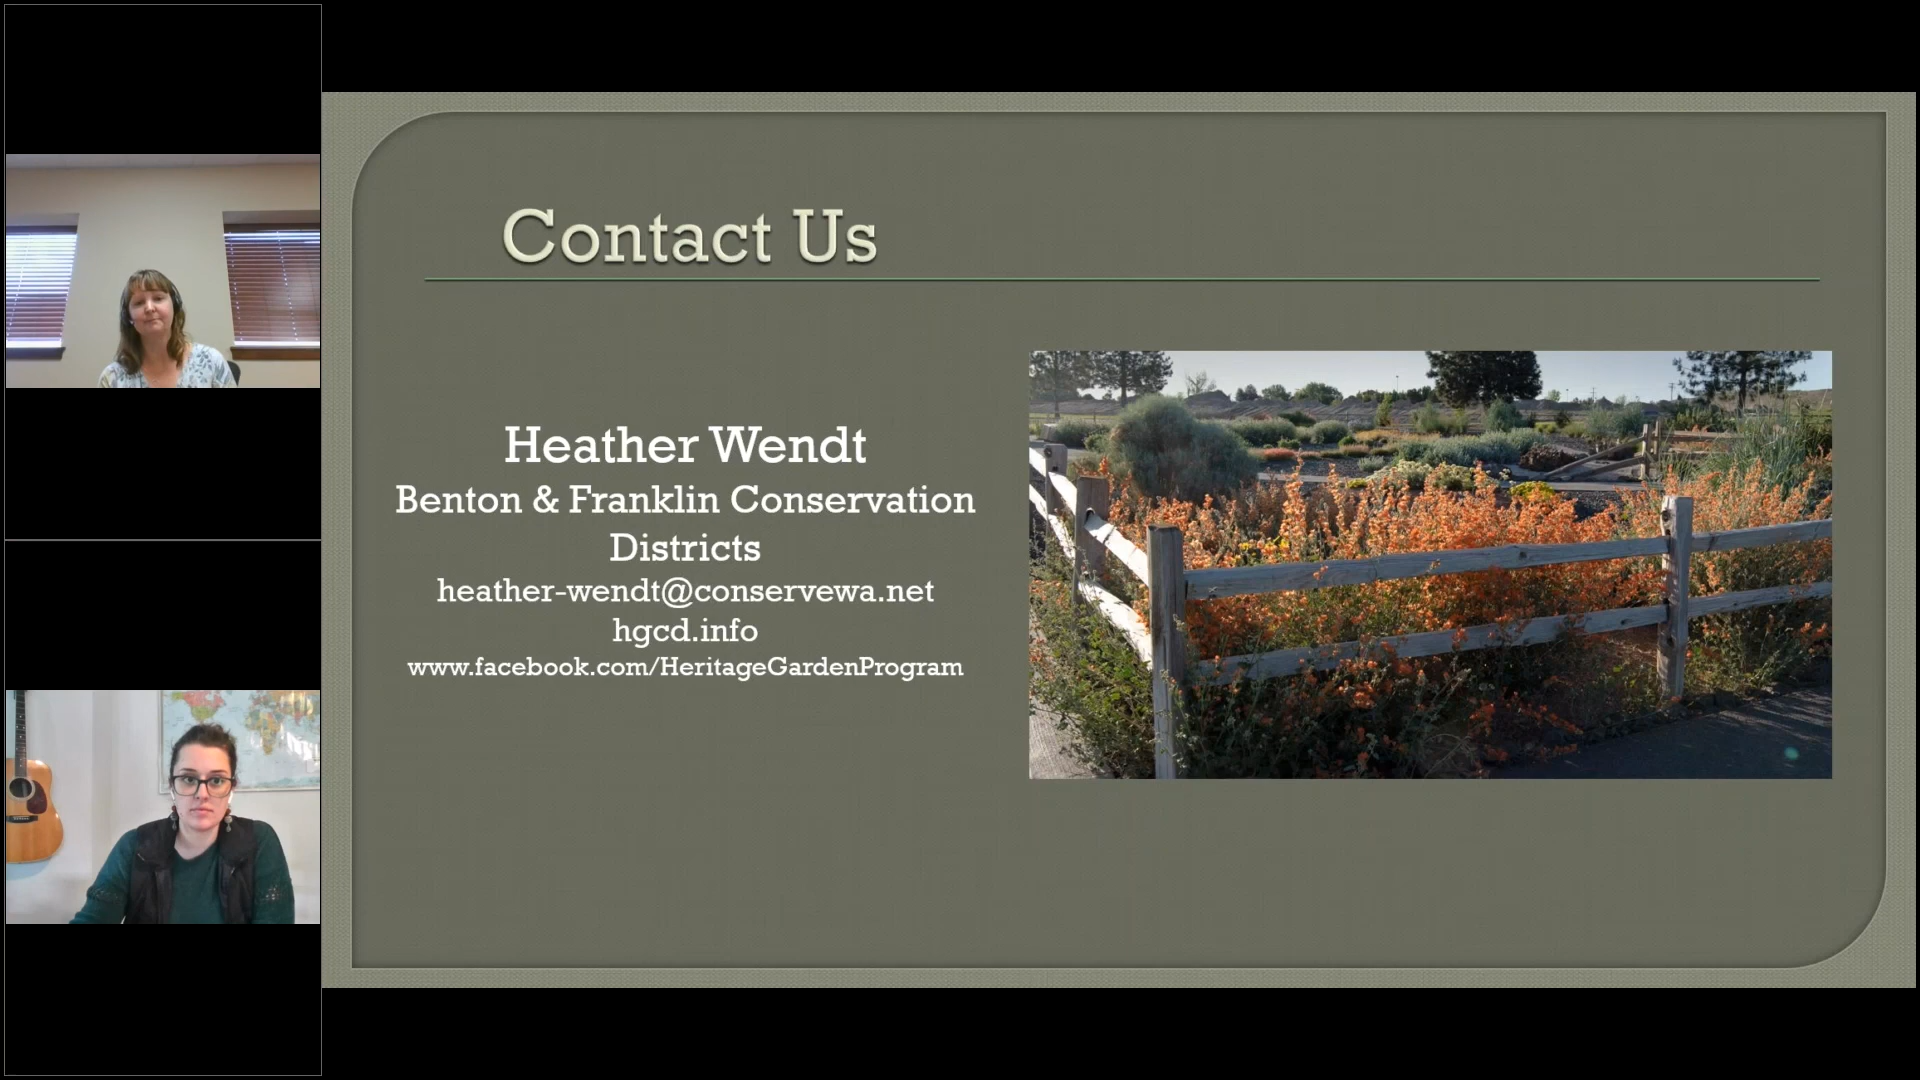 Contact Us
Heather Wendt
Benton & Franklin Conservation
Districts
heather-wendt@conservewa.net
hgcd.info
www.facebook.com/HeritageGardenProgram